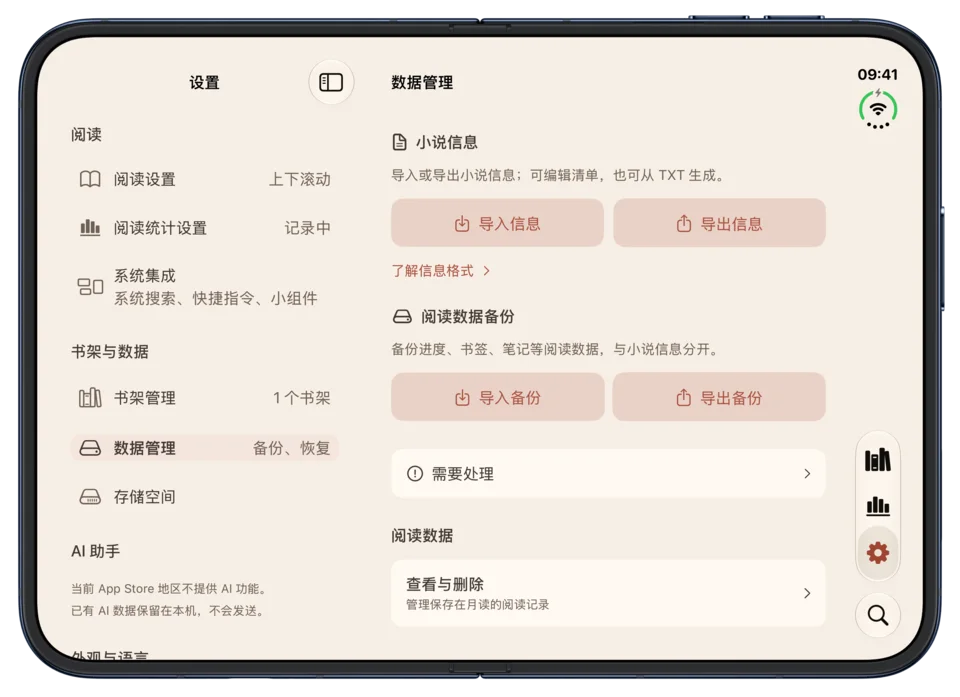 设置
阅读
阅读设置 上下滚动
阅读统计设置 记录中
系统集成
系统搜索、快捷指令、小组件
书架与数据
书架管理 1个书架
数据管理 备份、恢复
存储空间
AI 助手
当前 App Store 地区不提供 AI 功能。
已有 AI 数据保留在本机，不会发送。
外观与语言
数据管理
小说信息
导入或导出小说信息；可编辑清单，也可从 TXT 生成。
导入信息 导出信息
了解信息格式
阅读数据备份
备份进度、书签、笔记等阅读数据，与小说信息分开。
导入备份 导出备份
需要处理
阅读数据
查看与删除
管理保存在月读的阅读记录
09:41